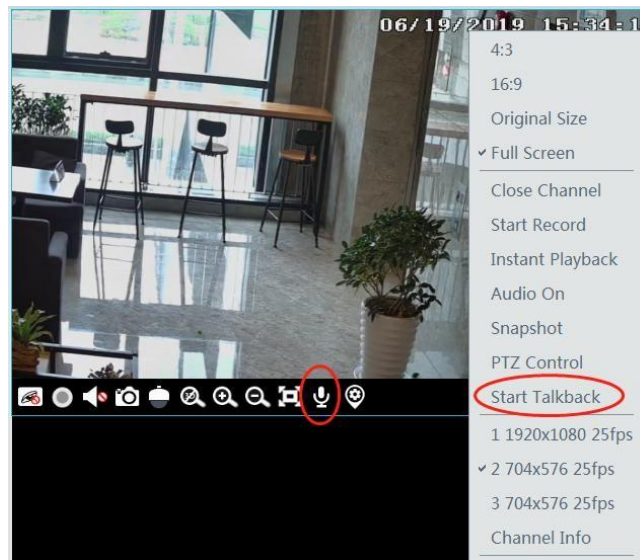 06/19/2019 15:34:1
4:3
16:9
Original Size
Full Screen
Close Channel
Start Record
Instant Playback
Audio On
Snapshot
PTZ Control
Start Talkback
1 1920x1080 25fps
2 704x576 25fps
3 704x576 25fps
Channel Info
3D